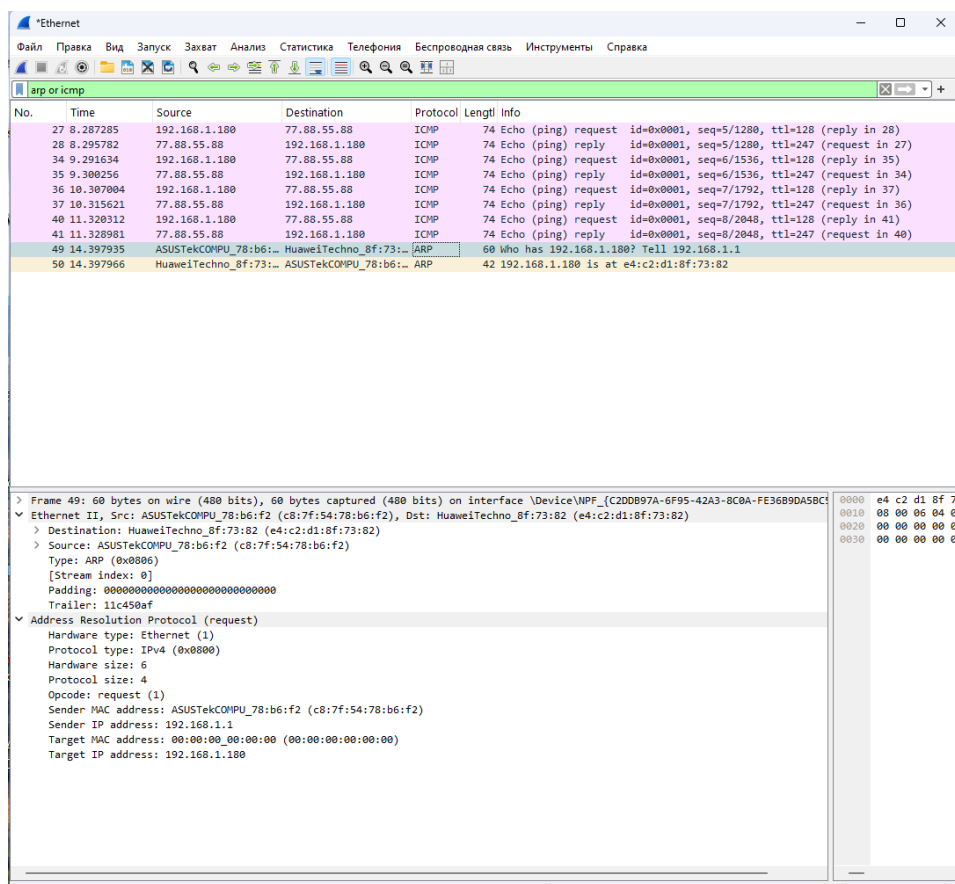 *Ethernet
Файл Правка Вид Запуск Захват Анализ Статистика Телефония Беспроводная связь Инструменты Справка
arp or icmp
No. Time Source Destination Protocol Lengtl Info
27 8.287285 192.168.1.180 77.88.55.88 ICMP 74 Echo (ping) request id=0x0001, seq=5/1280, ttl=128 (reply in 28)
28 8.295782 77.88.55.88 192.168.1.180 ICMP 74 Echo (ping) reply id=0x0001, seq=5/1280, ttl=247 (request in 27)
34 9.291634 192.168.1.180 77.88.55.88 ICMP 74 Echo (ping) request id=0x0001, seq=6/1536, ttl=128 (reply in 35)
35 9.300256 77.88.55.88 192.168.1.180 ICMP 74 Echo (ping) reply id=0x0001, seq=6/1536, ttl=247 (request in 34)
36 10.307004 192.168.1.180 77.88.55.88 ICMP 74 Echo (ping) request id=0x0001, seq=7/1792, ttl=128 (reply in 37)
37 10.315621 77.88.55.88 192.168.1.180 ICMP 74 Echo (ping) reply id=0x0001, seq=7/1792, ttl=247 (request in 36)
40 11.320312 192.168.1.180 77.88.55.88 ICMP 74 Echo (ping) request id=0x0001, seq=8/2048, ttl=128 (reply in 41)
41 11.328981 77.88.55.88 192.168.1.180 ICMP 74 Echo (ping) reply id=0x0001, seq=8/2048, ttl=247 (request in 40)
49 14.397935 ASUSTekCOMPU_78:b6:… HuaweiTechno_8f:73:… ARP 60 Who has 192.168.1.180? Tell 192.168.1.1
50 14.397966 HuaweiTechno_8f:73:… ASUSTekCOMPU_78:b6:… ARP 42 192.168.1.180 is at e4:c2:d1:8f:73:82
Frame 49: 60 bytes on wire (480 bits), 60 bytes captured (480 bits) on interface \Device\NPF_{C2DDB97A-6F95-42A3-8C0A-FE36B9DA5BC5
Ethernet II, Src: ASUSTekCOMPU_78:b6:f2 (c8:7f:54:78:b6:f2), Dst: HuaweiTechno_8f:73:82 (e4:c2:d1:8f:73:82)
Destination: HuaweiTechno_8f:73:82 (e4:c2:d1:8f:73:82)
Source: ASUSTekCOMPU_78:b6:f2 (c8:7f:54:78:b6:f2)
Type: ARP (0x0806)
[Stream index: 0]
Padding: 0000000000000000000000000000
Trailer: 11c450af
Address Resolution Protocol (request)
Hardware type: Ethernet (1)
Protocol type: IPv4 (0x0800)
Hardware size: 6
Protocol size: 4
Opcode: request (1)
Sender MAC address: ASUSTekCOMPU_78:b6:f2 (c8:7f:54:78:b6:f2)
Sender IP address: 192.168.1.1
Target MAC address: 00:00:00_00:00:00 (00:00:00:00:00:00)
Target IP address: 192.168.1.180
0000 e4 c2 d1 8f 7
0010 08 00 06 04 0
0020 00 00 00 00 0
0030 00 00 00 00 0